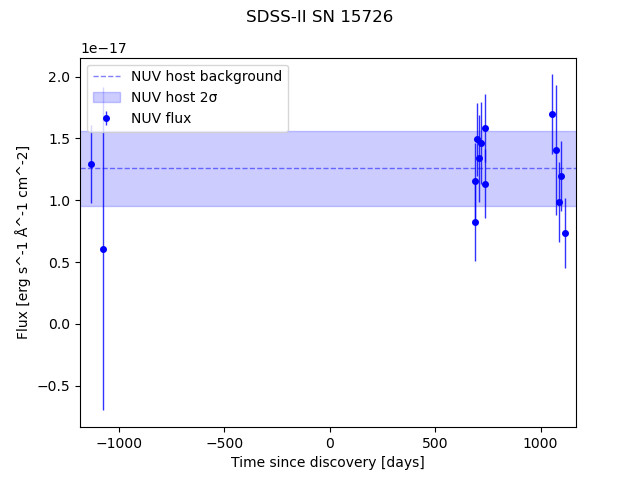 SDSS-II SN 15726
1e−17
2.0
1.5
1.0
0.5
0.0
−0.5
Flux [erg s^-1 Å^-1 cm^-2]
NUV host background
NUV host 2σ
NUV flux
−1000
−500
0
500
1000
Time since discovery [days]